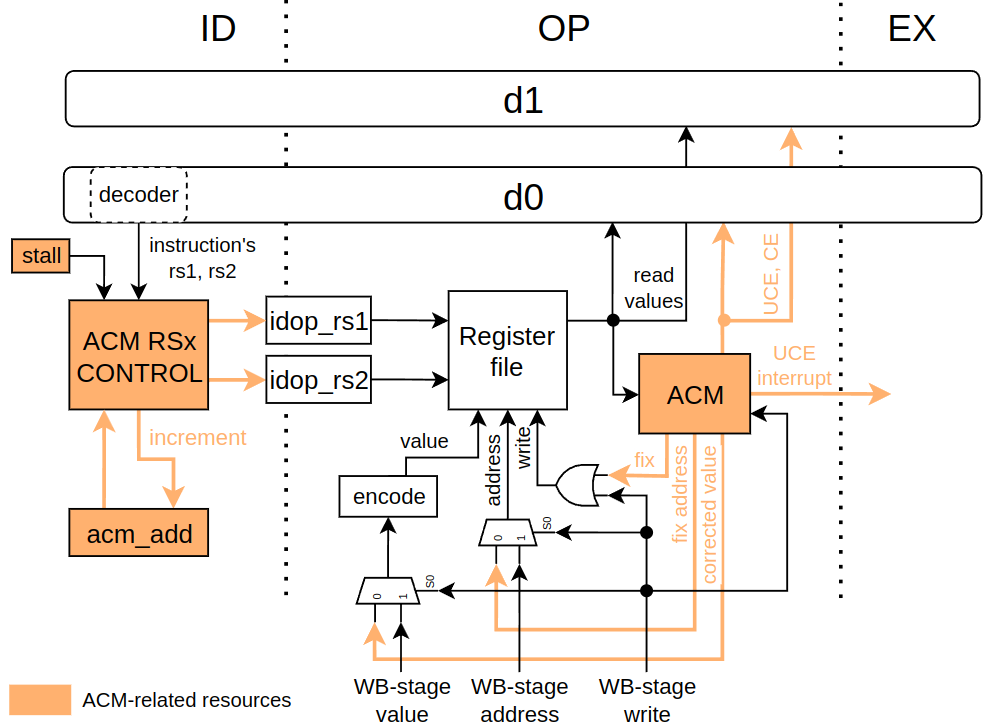 ID
OP
EX
d1
decoder
d0
stall
instruction's
rs1, rs2
read
values
UCE, CE
ACM RSx
CONTROL
idop_rs1
idop_rs2
Register
file
UCE
interrupt
ACM
increment
value
address
write
fix
fix address
corrected value
encode
acm_add
0
1
S0
0
1
S0
WB-stage
value
WB-stage
address
WB-stage
write
ACM-related resources